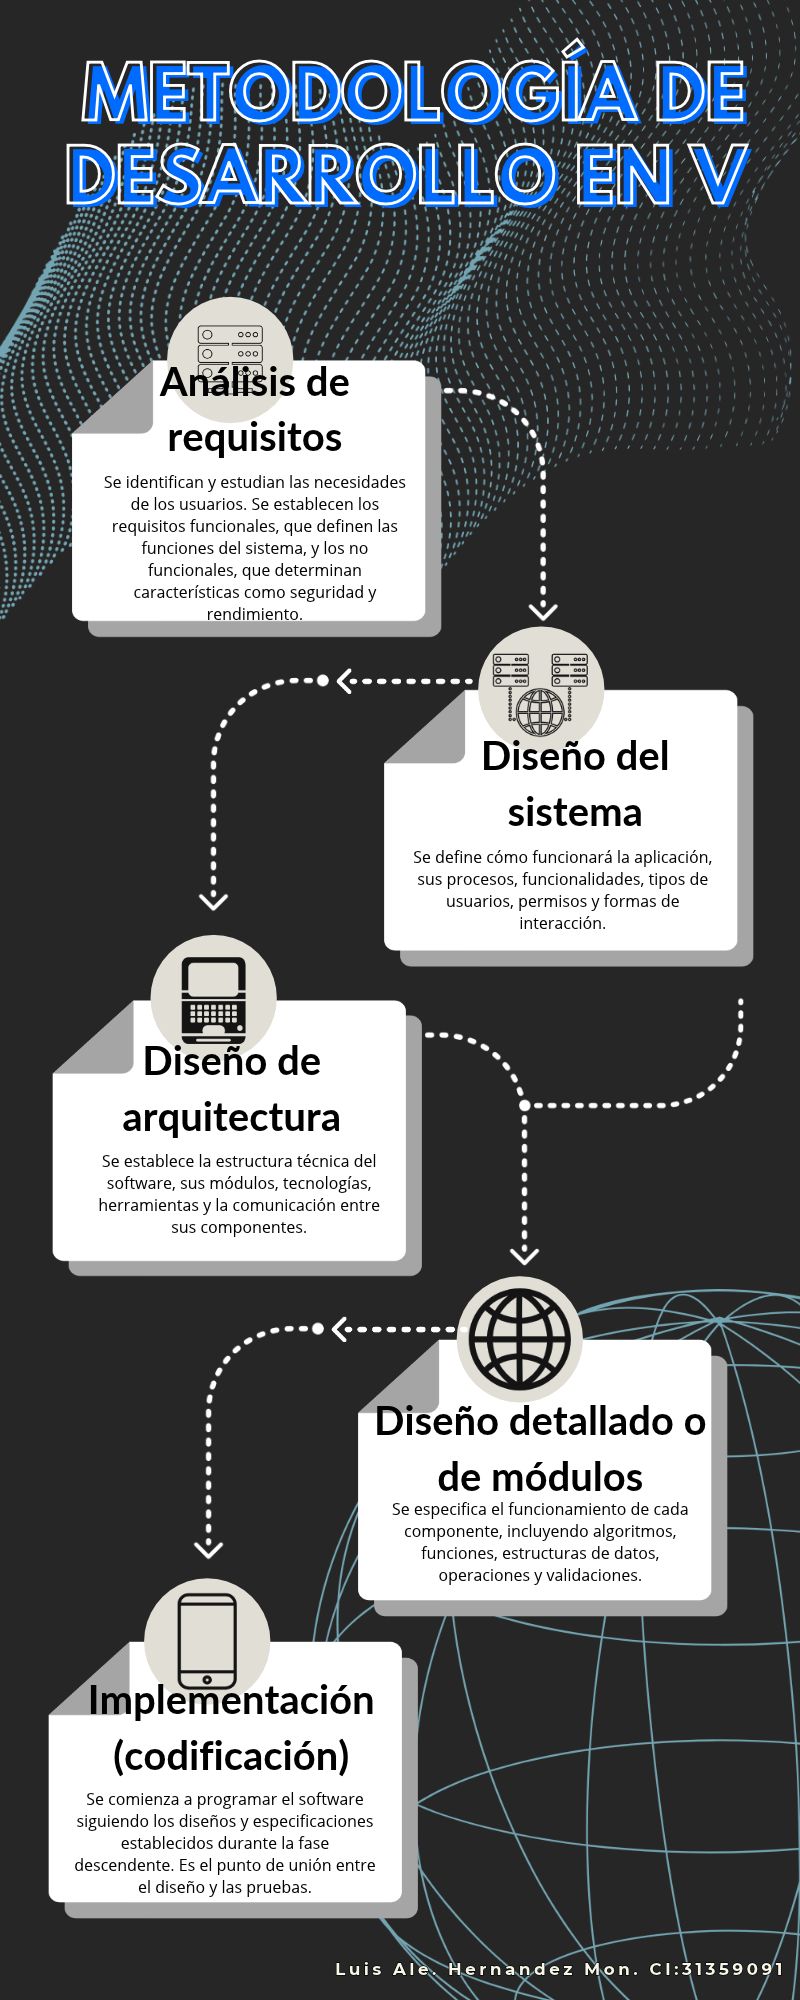 METODOLOGÍA DE
DESARROLLO EN V
Análisis de
requisitos
Se identifican y estudian las necesidades
de los usuarios. Se establecen los
requisitos funcionales, que definen las
funciones del sistema, y los no
funcionales, que determinan
características como seguridad y
rendimiento.
Diseño del
sistema
Se define cómo funcionará la aplicación,
sus procesos, funcionalidades, tipos de
usuarios, permisos y formas de
interacción.
Diseño de
arquitectura
Se establece la estructura técnica del
software, sus módulos, tecnologías,
herramientas y la comunicación entre
sus componentes.
Diseño detallado o
de módulos
Se especifica el funcionamiento de cada
componente, incluyendo algoritmos,
funciones, estructuras de datos,
operaciones y validaciones.
Implementación
(codificación)
Se comienza a programar el software
siguiendo los diseños y especificaciones
establecidos durante la fase
descendente. Es el punto de unión entre
el diseño y las pruebas.
Luis Ale. Hernandez Mon. CI:31359091